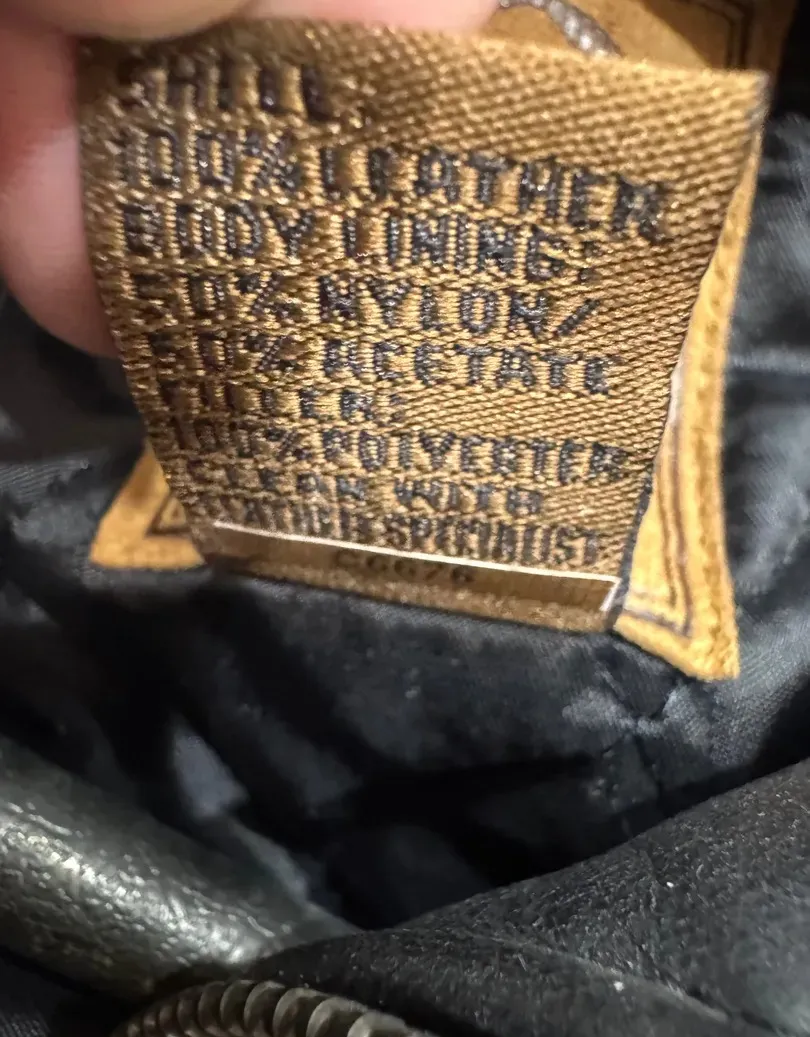 SHELL:
100% LEATHER
BODY LINING:
50% NYLON/
50% ACETATE
FILLER:
100% POLYESTER
CLEAN WITH
LEATHER SPECIALIST